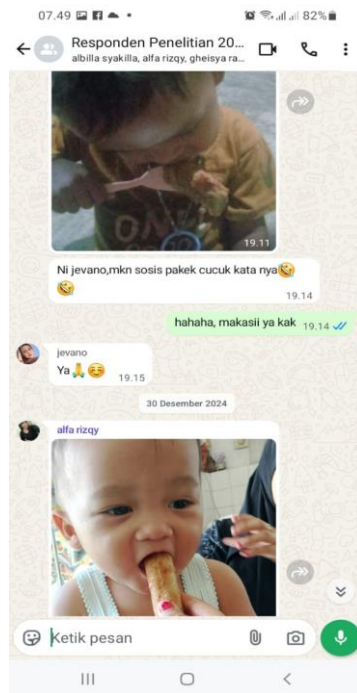 07.49
82%
Responden Penelitian 20...
albilla syakilla, alfa rizqy, gheisya ra...
ON
19.11
Ni jevano,mkn sosis pakek cucuk kata nya🤣
🤣
19.14
hahaha, makasii ya kak 19.14
jevano
Ya🙏☺️ 19.15
30 Desember 2024
alfa rizqy
Ketik pesan